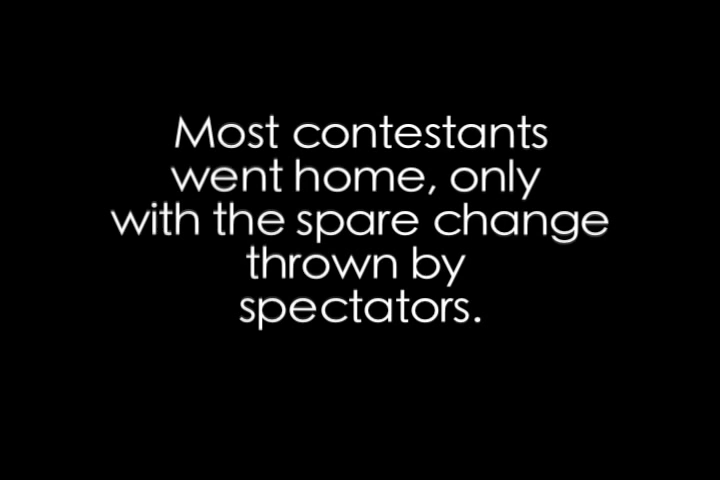 Most contestants
went home, only
with the spare change
thrown by
spectators.